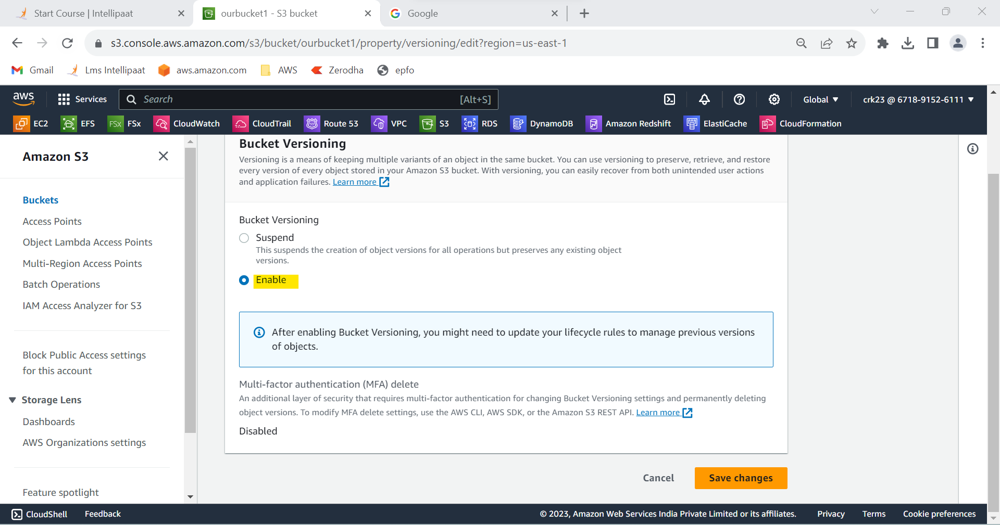 Start Course | Intellipaat
ourbucket1 - S3 bucket
Google
s3.console.aws.amazon.com/s3/bucket/ourbucket1/property/versioning/edit?region=us-east-1
Gmail
Lms Intellipaat
aws.amazon.com
AWS
Zerodha
epfo
aws
Services
Search
[Alt+S]
Global
crk23 @ 6718-9152-6111
EC2
EFS
FSx
FSx
CloudWatch
CloudTrail
53
Route 53
VPC
S3
RDS
DynamoDB
Amazon Redshift
ElastiCache
CloudFormation
Amazon S3
Buckets
Access Points
Object Lambda Access Points
Multi-Region Access Points
Batch Operations
IAM Access Analyzer for S3
Block Public Access settings
for this account
Storage Lens
Dashboards
AWS Organizations settings
Feature spotlight
Bucket Versioning
Versioning is a means of keeping multiple variants of an object in the same bucket. You can use versioning to preserve, retrieve, and restore
every version of every object stored in your Amazon S3 bucket. With versioning, you can easily recover from both unintended user actions
and application failures. Learn more
Bucket Versioning
Suspend
This suspends the creation of object versions for all operations but preserves any existing object
versions.
Enable
After enabling Bucket Versioning, you might need to update your lifecycle rules to manage previous versions
of objects.
Multi-factor authentication (MFA) delete
An additional layer of security that requires multi-factor authentication for changing Bucket Versioning settings and permanently deleting
object versions. To modify MFA delete settings, use the AWS CLI, AWS SDK, or the Amazon S3 REST API. Learn more
Disabled
Cancel
Save changes
CloudShell
Feedback
© 2023, Amazon Web Services India Private Limited or its affiliates.
Privacy
Terms
Cookie preferences